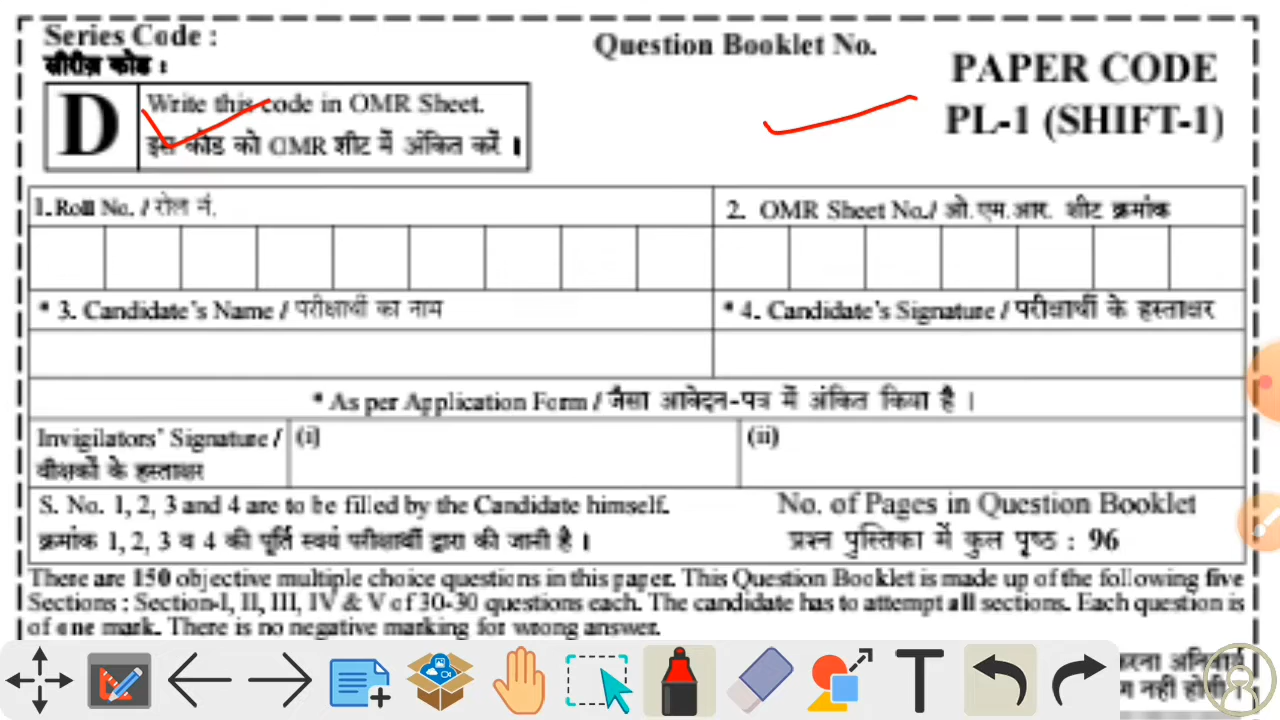 Series Code :
सीरीज़ कोड :
Question Booklet No.
PAPER CODE
PL-1 (SHIFT-1)
D
Write this code in OMR Sheet.
इस कोड को OMR शीट में अंकित करें ।
1. Roll No. / रोल नं.
2. OMR Sheet No./ ओ.एम.आर. शीट क्रमांक
* 3. Candidate's Name / परीक्षार्थी का नाम
* 4. Candidate's Signature / परीक्षार्थी के हस्ताक्षर
* As per Application Form / जैसा आवेदन-पत्र में अंकित किया है ।
Invigilators' Signature /
वीक्षकों के हस्ताक्षर
(i)
(ii)
S. No. 1, 2, 3 and 4 are to be filled by the Candidate himself.
क्रमांक 1, 2, 3 व 4 की पूर्ति स्वयं परीक्षार्थी द्वारा की जानी है ।
No. of Pages in Question Booklet
प्रश्न पुस्तिका में कुल पृष्ठ : 96
There are 150 objective multiple choice questions in this paper. This Question Booklet is made up of the following five
Sections : Section-I, II, III, IV & V of 30-30 questions each. The candidate has to attempt all sections. Each question is
of one mark. There is no negative marking for wrong answer.
T
करना अनिवार्य
नहीं होगी ।